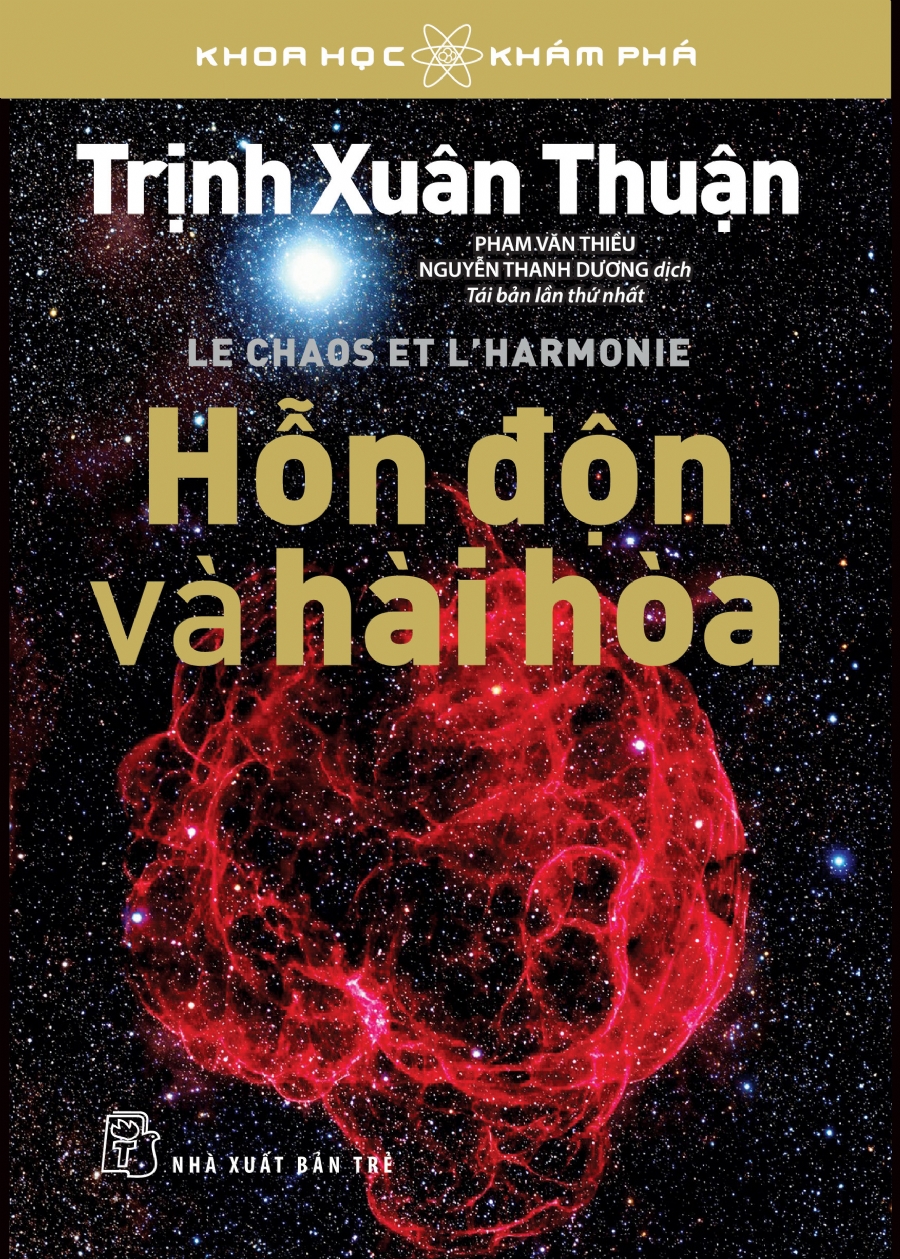 KHOA HỌC KHÁM PHÁ
Trịnh Xuân Thuận
PHẠM VĂN THIỀU
NGUYỄN THANH DƯƠNG dịch
Tái bản lần thứ nhất
LE CHAOS ET L'HARMONIE
Hỗn độn
và hài hòa
NHÀ XUẤT BẢN TRẺ